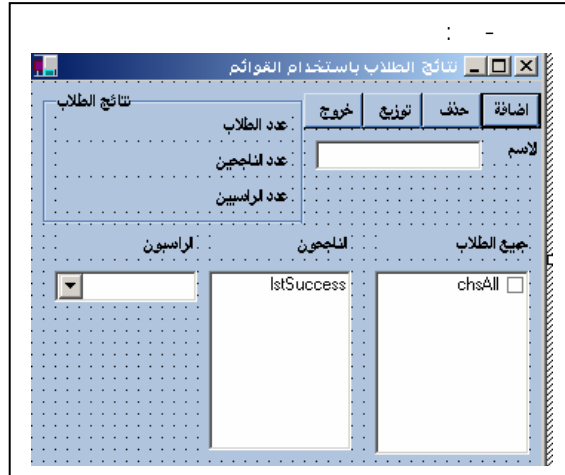 : -
نتائج الطلاب باستخدام القوائم
اضافة حذف توزيع خروج
نتائج الطلاب
عدد الطلاب
عدد الناجحين
عدد الراسبين
لاسم
جميع الطلاب الناجحون الراسبون
chsAll lstSuccess